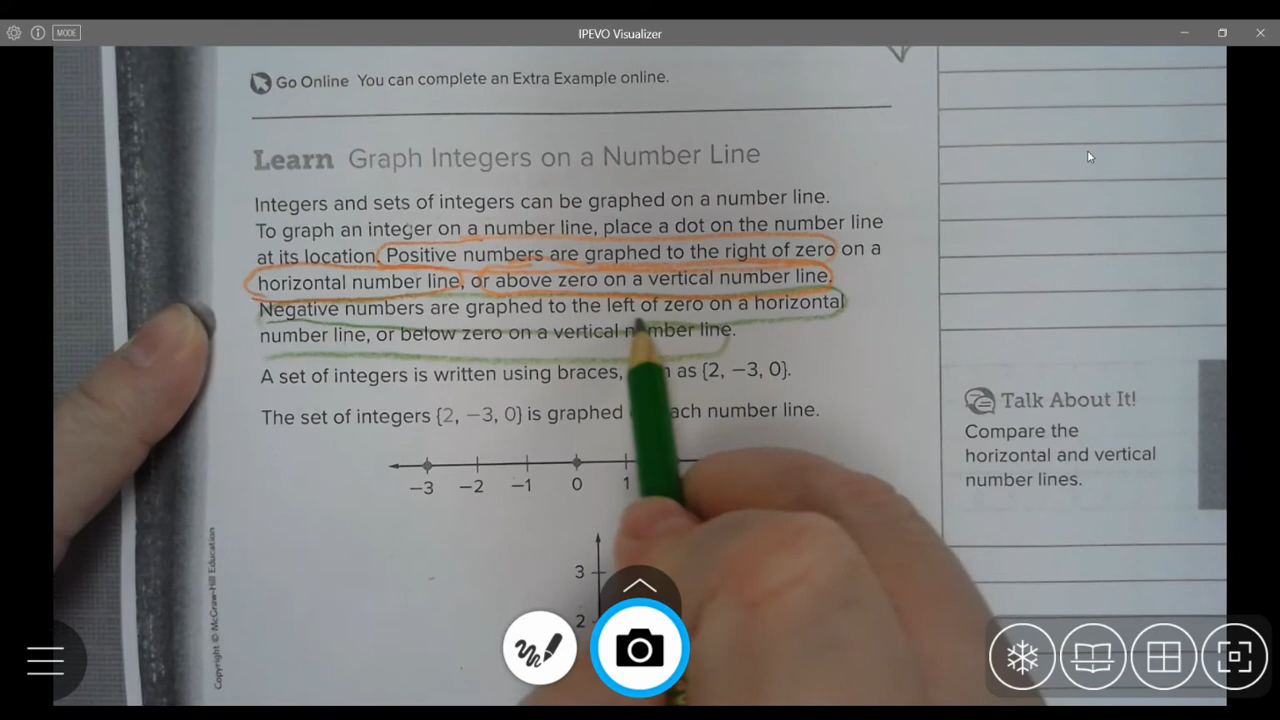 MODE
IPEVO Visualizer
Go Online You can complete an Extra Example online.
Learn Graph Integers on a Number Line
Integers and sets of integers can be graphed on a number line.
To graph an integer on a number line, place a dot on the number line
at its location. Positive numbers are graphed to the right of zero on a
horizontal number line, or above zero on a vertical number line.
Negative numbers are graphed to the left of zero on a horizontal
number line, or below zero on a vertical number line.
A set of integers is written using braces, as {2, −3, 0}.
The set of integers {2, −3, 0} is graphed each number line.
−3 −2 −1 0 1
3
2
Talk About It!
Compare the
horizontal and vertical
number lines.
Copyright © McGraw-Hill Education